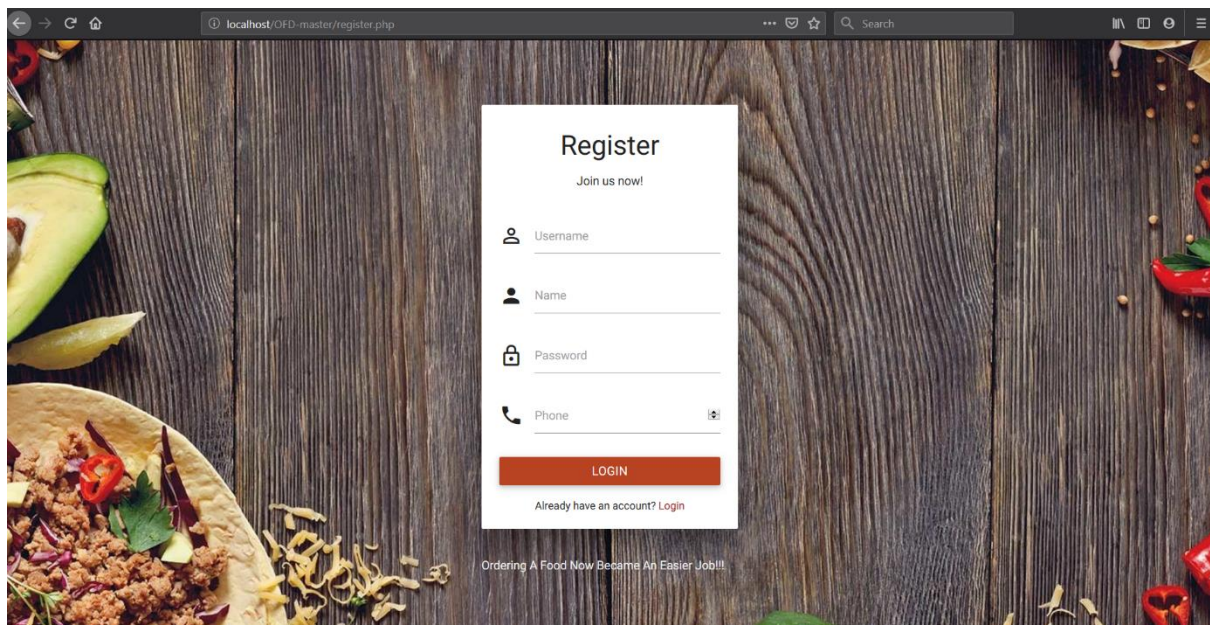 localhost/OFD-master/register.php
Search
Register
Join us now!
Username
Name
Password
Phone
LOGIN
Already have an account? Login
Ordering A Food Now Became An Easier Job!!!